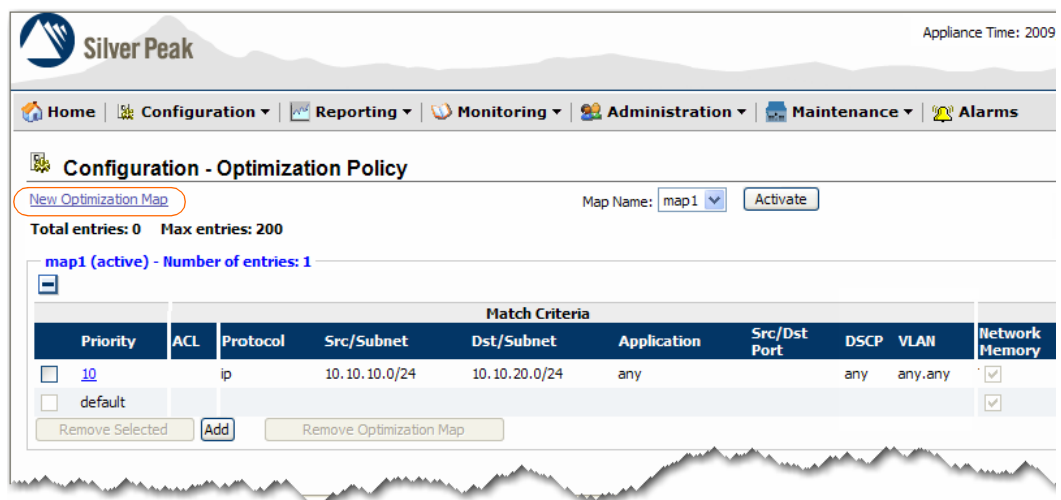 Silver Peak
Appliance Time: 2009
Home Configuration Reporting Monitoring Administration Maintenance Alarms
Configuration - Optimization Policy
New Optimization Map Map Name: map1 Activate
Total entries: 0 Max entries: 200
map1 (active) - Number of entries: 1
Match Criteria
Priority ACL Protocol Src/Subnet Dst/Subnet Application Src/Dst Port DSCP VLAN Network Memory
10 ip 10.10.10.0/24 10.10.20.0/24 any any any.any
default
Remove Selected Add Remove Optimization Map